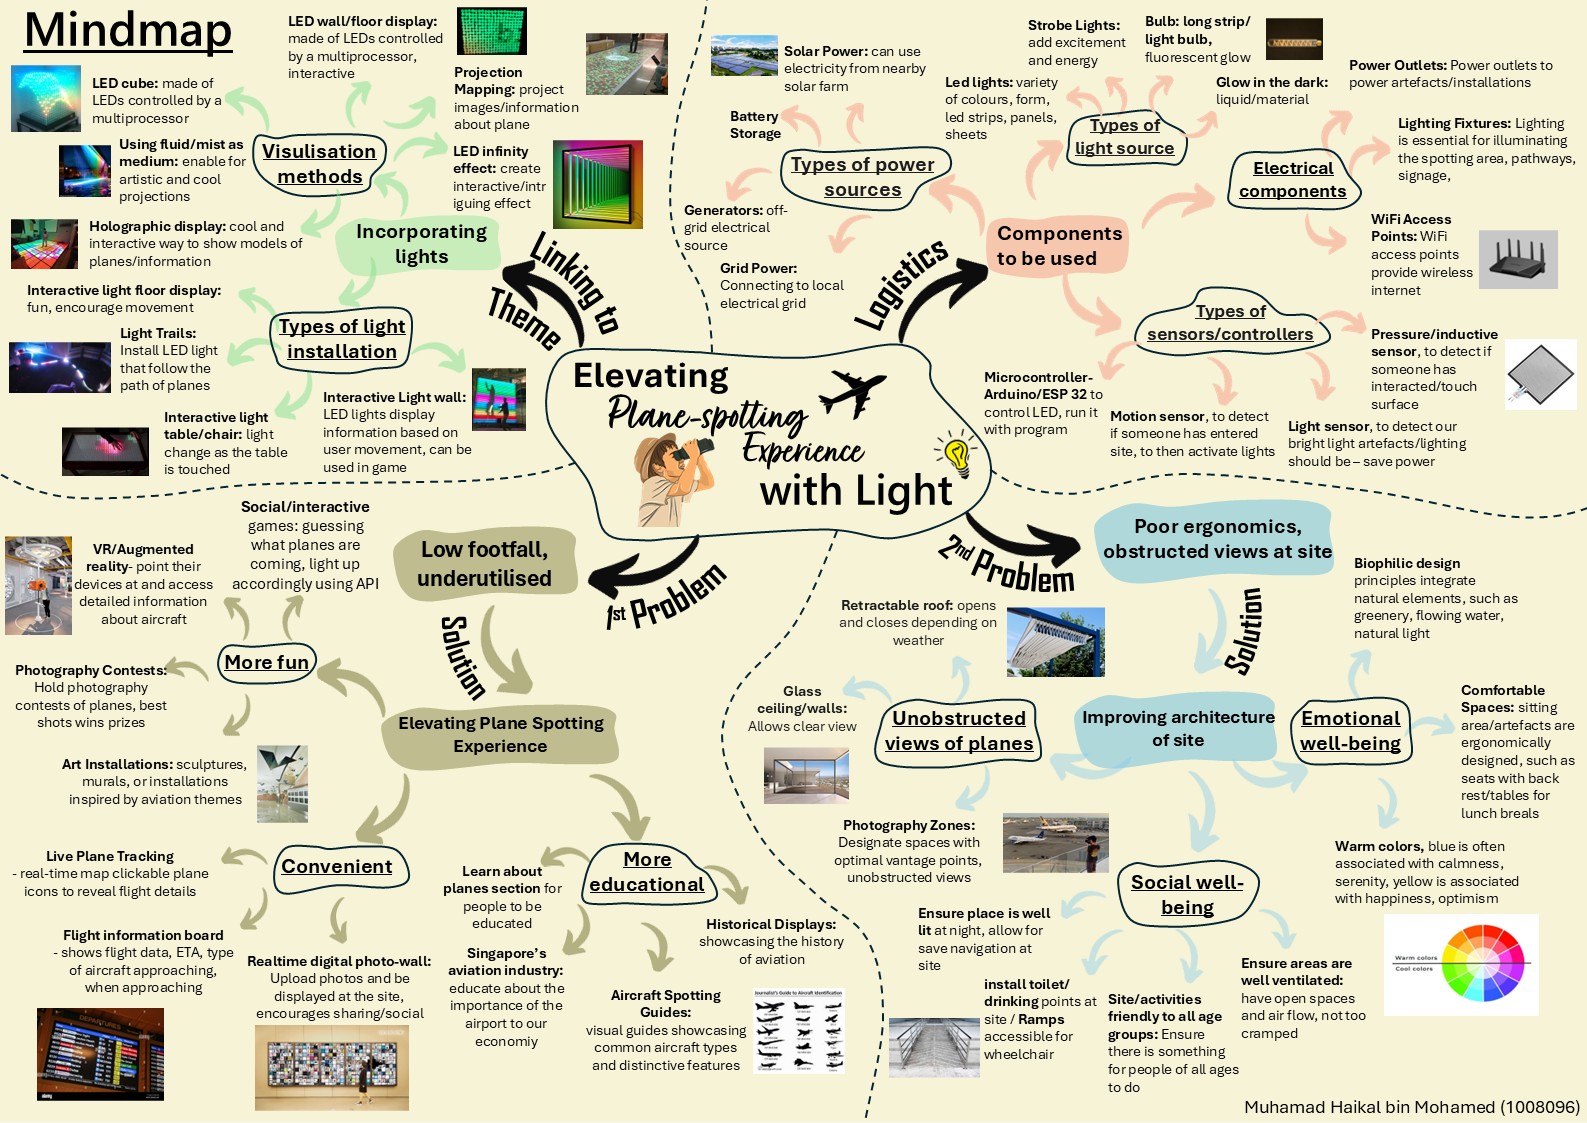 Mindmap
LED cube: made of
LEDs controlled by a
multiprocessor
LED wall/floor display:
made of LEDs controlled
by a multiprocessor,
interactive
Projection
Mapping: project
images/information
about plane
Using fluid/mist as
medium: enable for
artistic and cool
projections
Visulisation
methods
LED infinity
effect: create
interactive/intr
iguing effect
Holographic display: cool and
interactive way to show models of
planes/information
Incorporating
lights
Linking to
Theme
Interactive light floor display:
fun, encourage movement
Light Trails:
Install LED light
that follow the
path of planes
Types of light
installation
Interactive light
table/chair: light
change as the table
is touched
Interactive Light wall:
LED lights display
information based on
user movement, can be
used in game
Solar Power: can use
electricity from nearby
solar farm
Battery
Storage
Types of power
sources
Generators: off-
grid electrical
source
Grid Power:
Connecting to local
electrical grid
Led lights: variety
of colours, form,
led strips, panels,
sheets
Strobe Lights:
add excitement
and energy
Bulb: long strip/
light bulb,
fluorescent glow
Glow in the dark:
liquid/material
Types of
light source
Power Outlets: Power outlets to
power artefacts/installations
Lighting Fixtures: Lighting
is essential for illuminating
the spotting area, pathways,
signage,
Electrical
components
WiFi Access
Points: WiFi
access points
provide wireless
internet
Components
to be used
Logistics
Types of
sensors/controllers
Pressure/inductive
sensor, to detect if
someone has
interacted/touch
surface
Microcontroller-
Arduino/ESP 32 to
control LED, run it
with program
Motion sensor, to detect
if someone has entered
site, to then activate lights
Light sensor, to detect our
bright light artefacts/lighting
should be – save power
Elevating
Plane-spotting
Experience
with Light
Social/interactive
games: guessing
what planes are
coming, light up
accordingly using API
VR/Augmented
reality- point their
devices at and access
detailed information
about aircraft
Low footfall,
underutilised
1st Problem
Solution
More fun
Photography Contests:
Hold photography
contests of planes, best
shots wins prizes
Elevating Plane Spotting
Experience
Art Installations: sculptures,
murals, or installations
inspired by aviation themes
Live Plane Tracking
- real-time map clickable plane
icons to reveal flight details
Convenient
Flight information board
- shows flight data, ETA, type
of aircraft approaching,
when approaching
Realtime digital photo-wall:
Upload photos and be
displayed at the site,
encourages sharing/social
DEPARTURES
More
educational
Learn about
planes section for
people to be
educated
Singapore's
aviation industry:
educate about the
importance of the
airport to our
economiy
Historical Displays:
showcasing the history
of aviation
Aircraft Spotting
Guides:
visual guides showcasing
common aircraft types
and distinctive features
Journalist's Guide to Aircraft Identification
2nd Problem
Poor ergonomics,
obstructed views at site
Solution
Retractable roof: opens
and closes depending on
weather
Glass
ceiling/walls:
Allows clear view
Unobstructed
views of planes
Improving architecture
of site
Emotional
well-being
Biophilic design
principles integrate
natural elements, such as
greenery, flowing water,
natural light
Comfortable
Spaces: sitting
area/artefacts are
ergonomically
designed, such as
seats with back
rest/tables for
lunch breals
Photography Zones:
Designate spaces with
optimal vantage points,
unobstructed views
Warm colors, blue is often
associated with calmness,
serenity, yellow is associated
with happiness, optimism
Warm colors
Cool colors
Social well-
being
Ensure place is well
lit at night, allow for
save navigation at
site
install toilet/
drinking points at
site / Ramps
accessible for
wheelchair
Site/activities
friendly to all age
groups: Ensure
there is something
for people of all ages
to do
Ensure areas are
well ventilated:
have open spaces
and air flow, not too
cramped
Muhamad Haikal bin Mohamed (1008096)